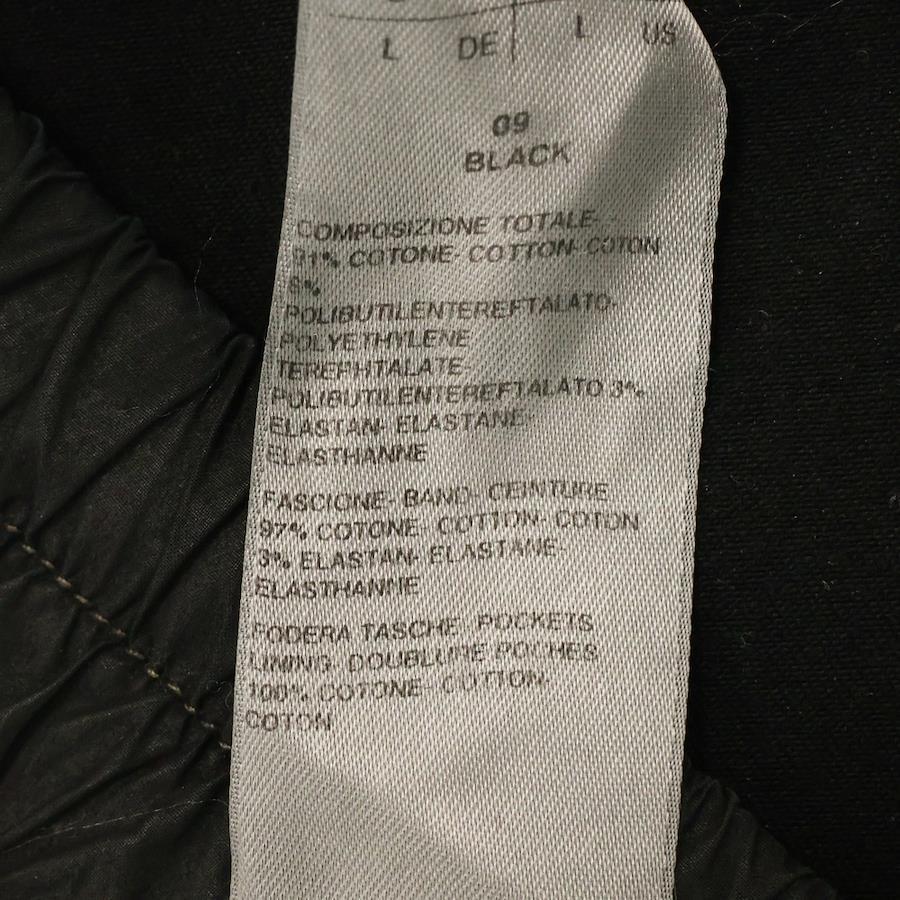 L DE L US
09
BLACK
COMPOSIZIONE TOTALE-
91% COTONE- COTTON- COTON
6%
POLIBUTILENTEREFTALATO-
POLYETHYLENE
TEREPHTALATE
POLIBUTILENTEREFTALATO 3%
ELASTAN- ELASTANE-
ELASTHANNE
FASCIONE- BAND- CEINTURE
97% COTONE- COTTON- COTON
3% ELASTAN- ELASTANE-
ELASTHANNE
FODERA TASCHE- POCKETS
LINING- DOUBLURE POCHES
100% COTONE- COTTON-
COTON